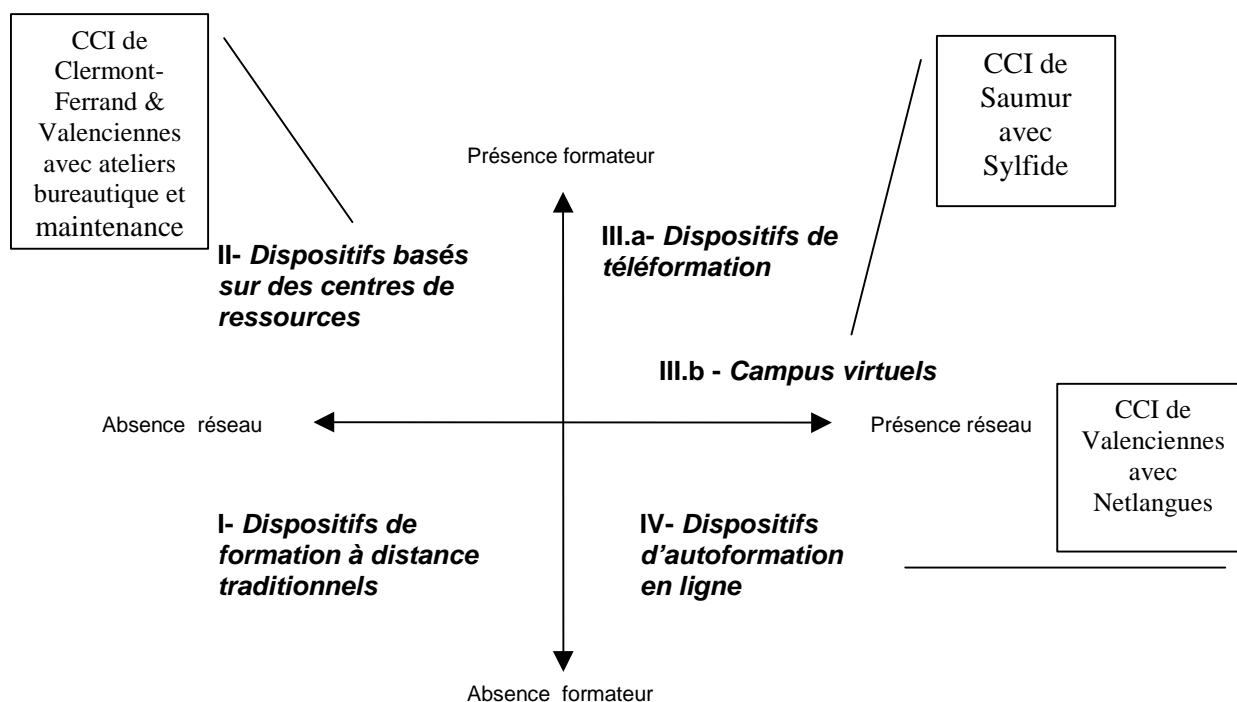 CCI de
Clermont-
Ferrand &
Valenciennes
avec ateliers
bureautique et
maintenance
CCI de
Saumur
avec
Sylfide
Présence formateur
II- Dispositifs basés
sur des centres de
ressources
III.a- Dispositifs de
téléformation
III.b - Campus virtuels
Absence réseau
Présence réseau
CCI de
Valenciennes
avec
Netlangues
I- Dispositifs de
formation à distance
traditionnels
IV- Dispositifs
d'autoformation
en ligne
Absence formateur